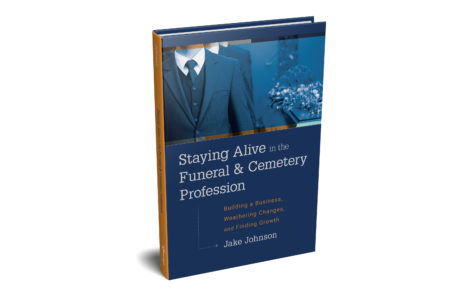 Staying Alive in the
Funeral & Cemetery
Profession
Building a Business,
Weathering Changes,
and Finding Growth
Jake Johnson